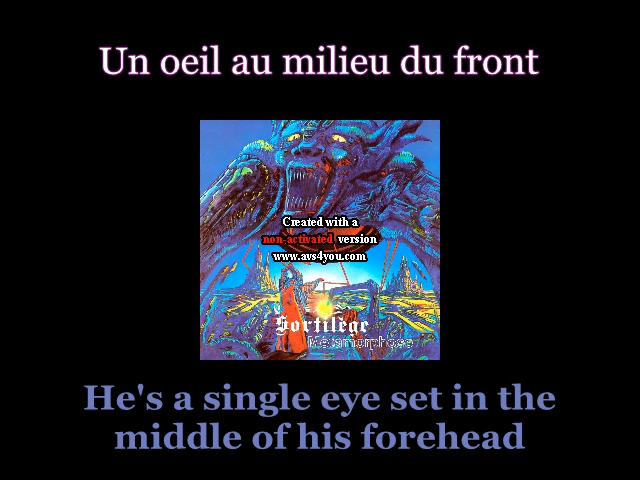 Un oeil au milieu du front
Created with a
non-activated version
www.avs4you.com
Sortilège
Métamorphose
He's a single eye set in the
middle of his forehead